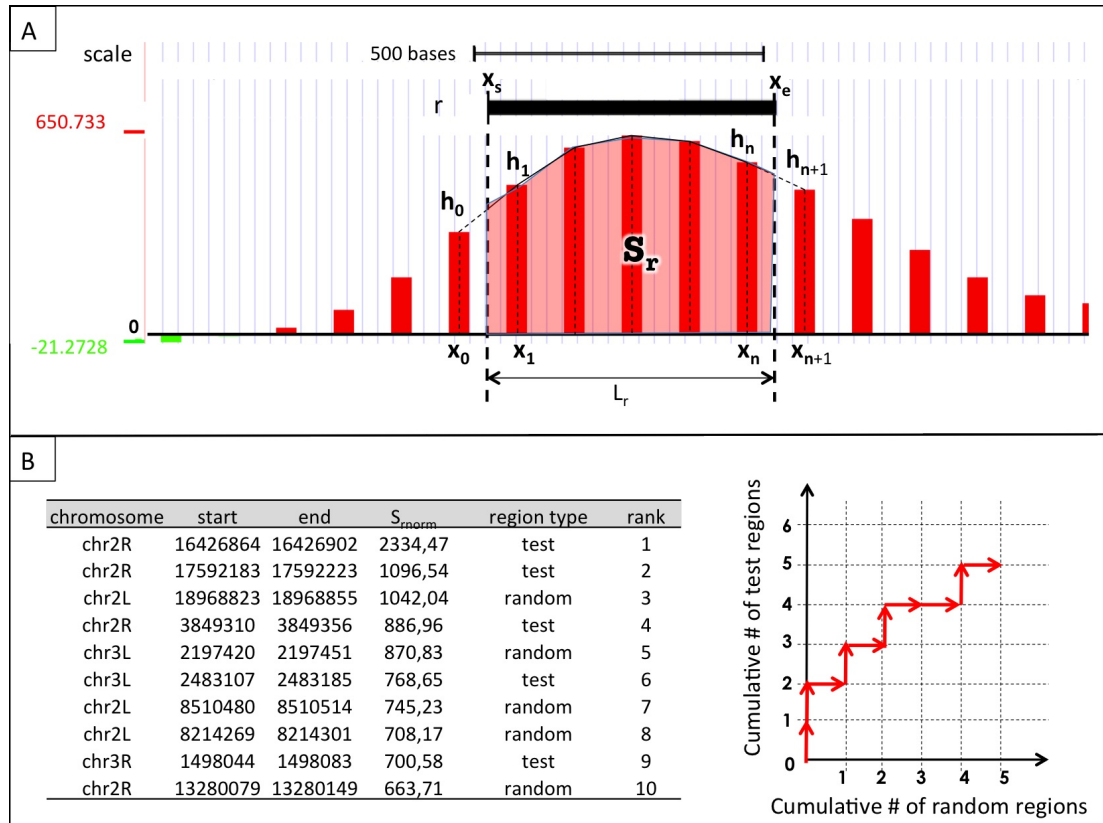 A
scale
500 bases
xs
xe
r
650.733
h0
h1
hn
hn+1
Sr
0
-21.2728
x0
x1
xn
xn+1
Lr
B
chromosome start end Srnorm region type rank
chr2R 16426864 16426902 2334,47 test 1
chr2R 17592183 17592223 1096,54 test 2
chr2L 18968823 18968855 1042,04 random 3
chr2R 3849310 3849356 886,96 test 4
chr3L 2197420 2197451 870,83 random 5
chr3L 2483107 2483185 768,65 test 6
chr2L 8510480 8510514 745,23 random 7
chr2L 8214269 8214301 708,17 random 8
chr3R 1498044 1498083 700,58 test 9
chr2R 13280079 13280149 663,71 random 10
Cumulative # of test regions
6
5
4
3
2
1
0
1 2 3 4 5
Cumulative # of random regions